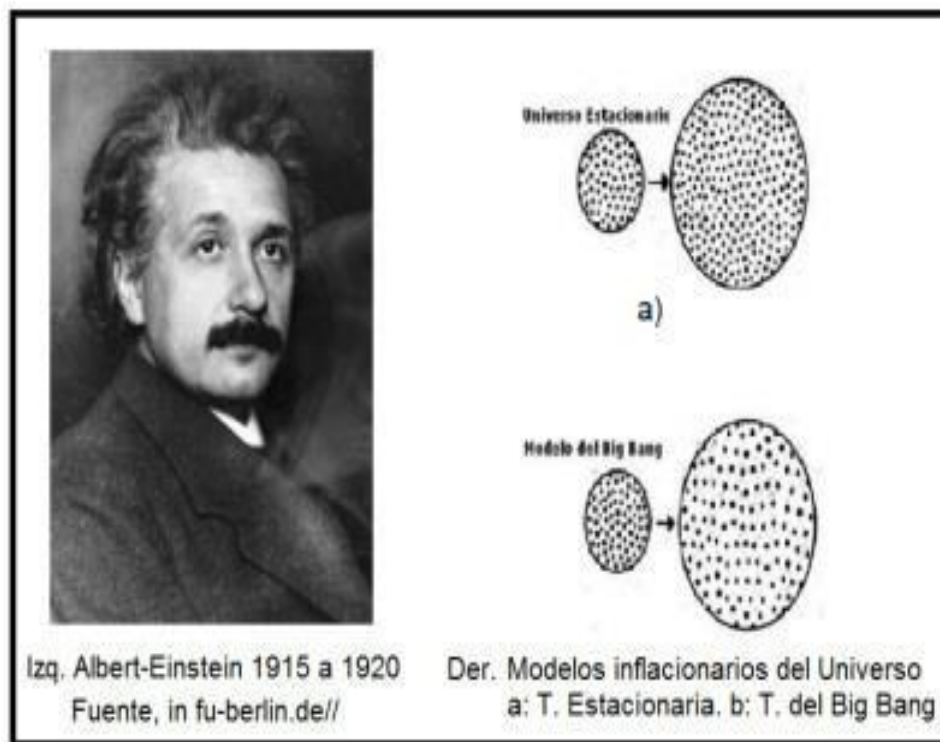 Universo Estacionario
a)
Modelo del Big Bang
Izq. Albert-Einstein 1915 a 1920
Fuente, in fu-berlin.de//
Der. Modelos inflacionarios del Universo
a: T. Estacionaria. b: T. del Big Bang